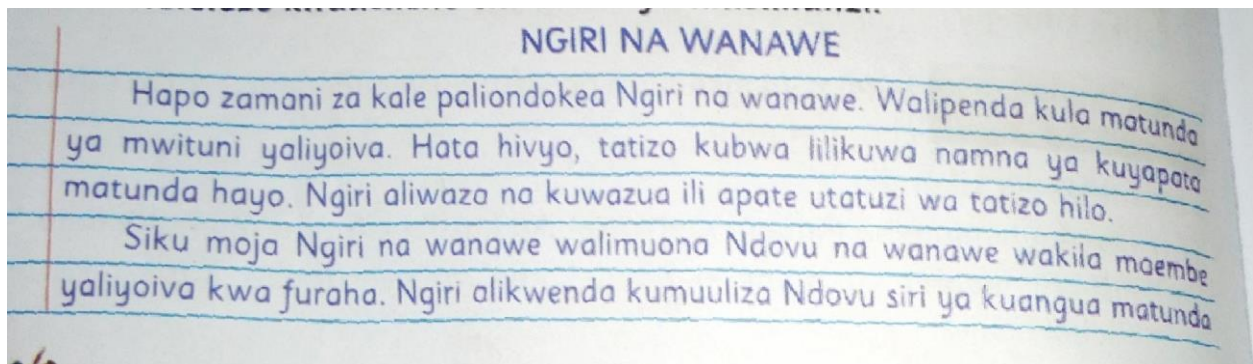 NGIRI NA WANAWE
Hapo zamani za kale paliondokea Ngiri na wanawe. Walipenda kula matunda
ya mwituni yaliyoiva. Hata hivyo, tatizo kubwa lilikuwa namna ya kuyapata
matunda hayo. Ngiri aliwaza na kuwazua ili apate utatuzi wa tatizo hilo.
Siku moja Ngiri na wanawe walimuona Ndovu na wanawe wakila maembe
yaliyoiva kwa furaha. Ngiri alikwenda kumuuliza Ndovu siri ya kuangua matunda